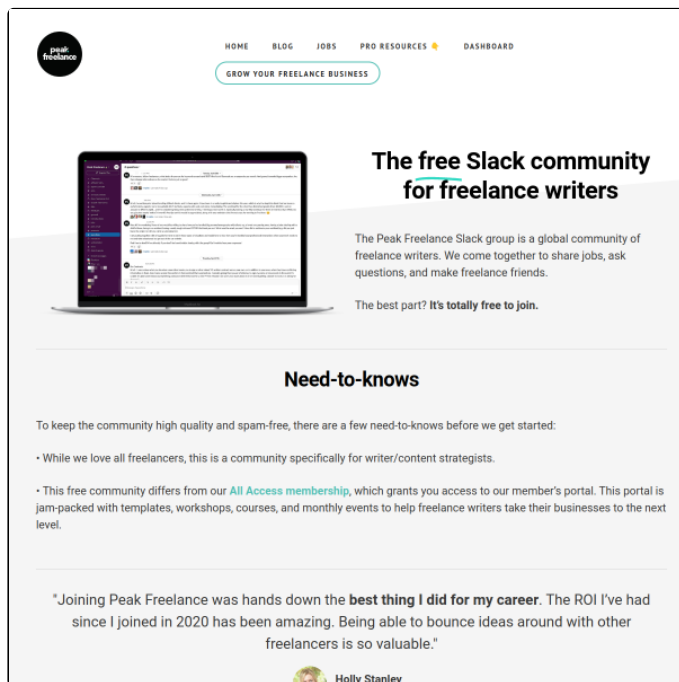 peak
freelance
HOME BLOG JOBS PRO RESOURCES 👇 DASHBOARD
GROW YOUR FREELANCE BUSINESS
The free Slack community
for freelance writers
The Peak Freelance Slack group is a global community of
freelance writers. We come together to share jobs, ask
questions, and make freelance friends.
The best part? It's totally free to join.
Need-to-knows
To keep the community high quality and spam-free, there are a few need-to-knows before we get started:
• While we love all freelancers, this is a community specifically for writer/content strategists.
• This free community differs from our All Access membership, which grants you access to our member's portal. This portal is
jam-packed with templates, workshops, courses, and monthly events to help freelance writers take their businesses to the next
level.
"Joining Peak Freelance was hands down the best thing I did for my career. The ROI I've had
since I joined in 2020 has been amazing. Being able to bounce ideas around with other
freelancers is so valuable."
Holly Stanley